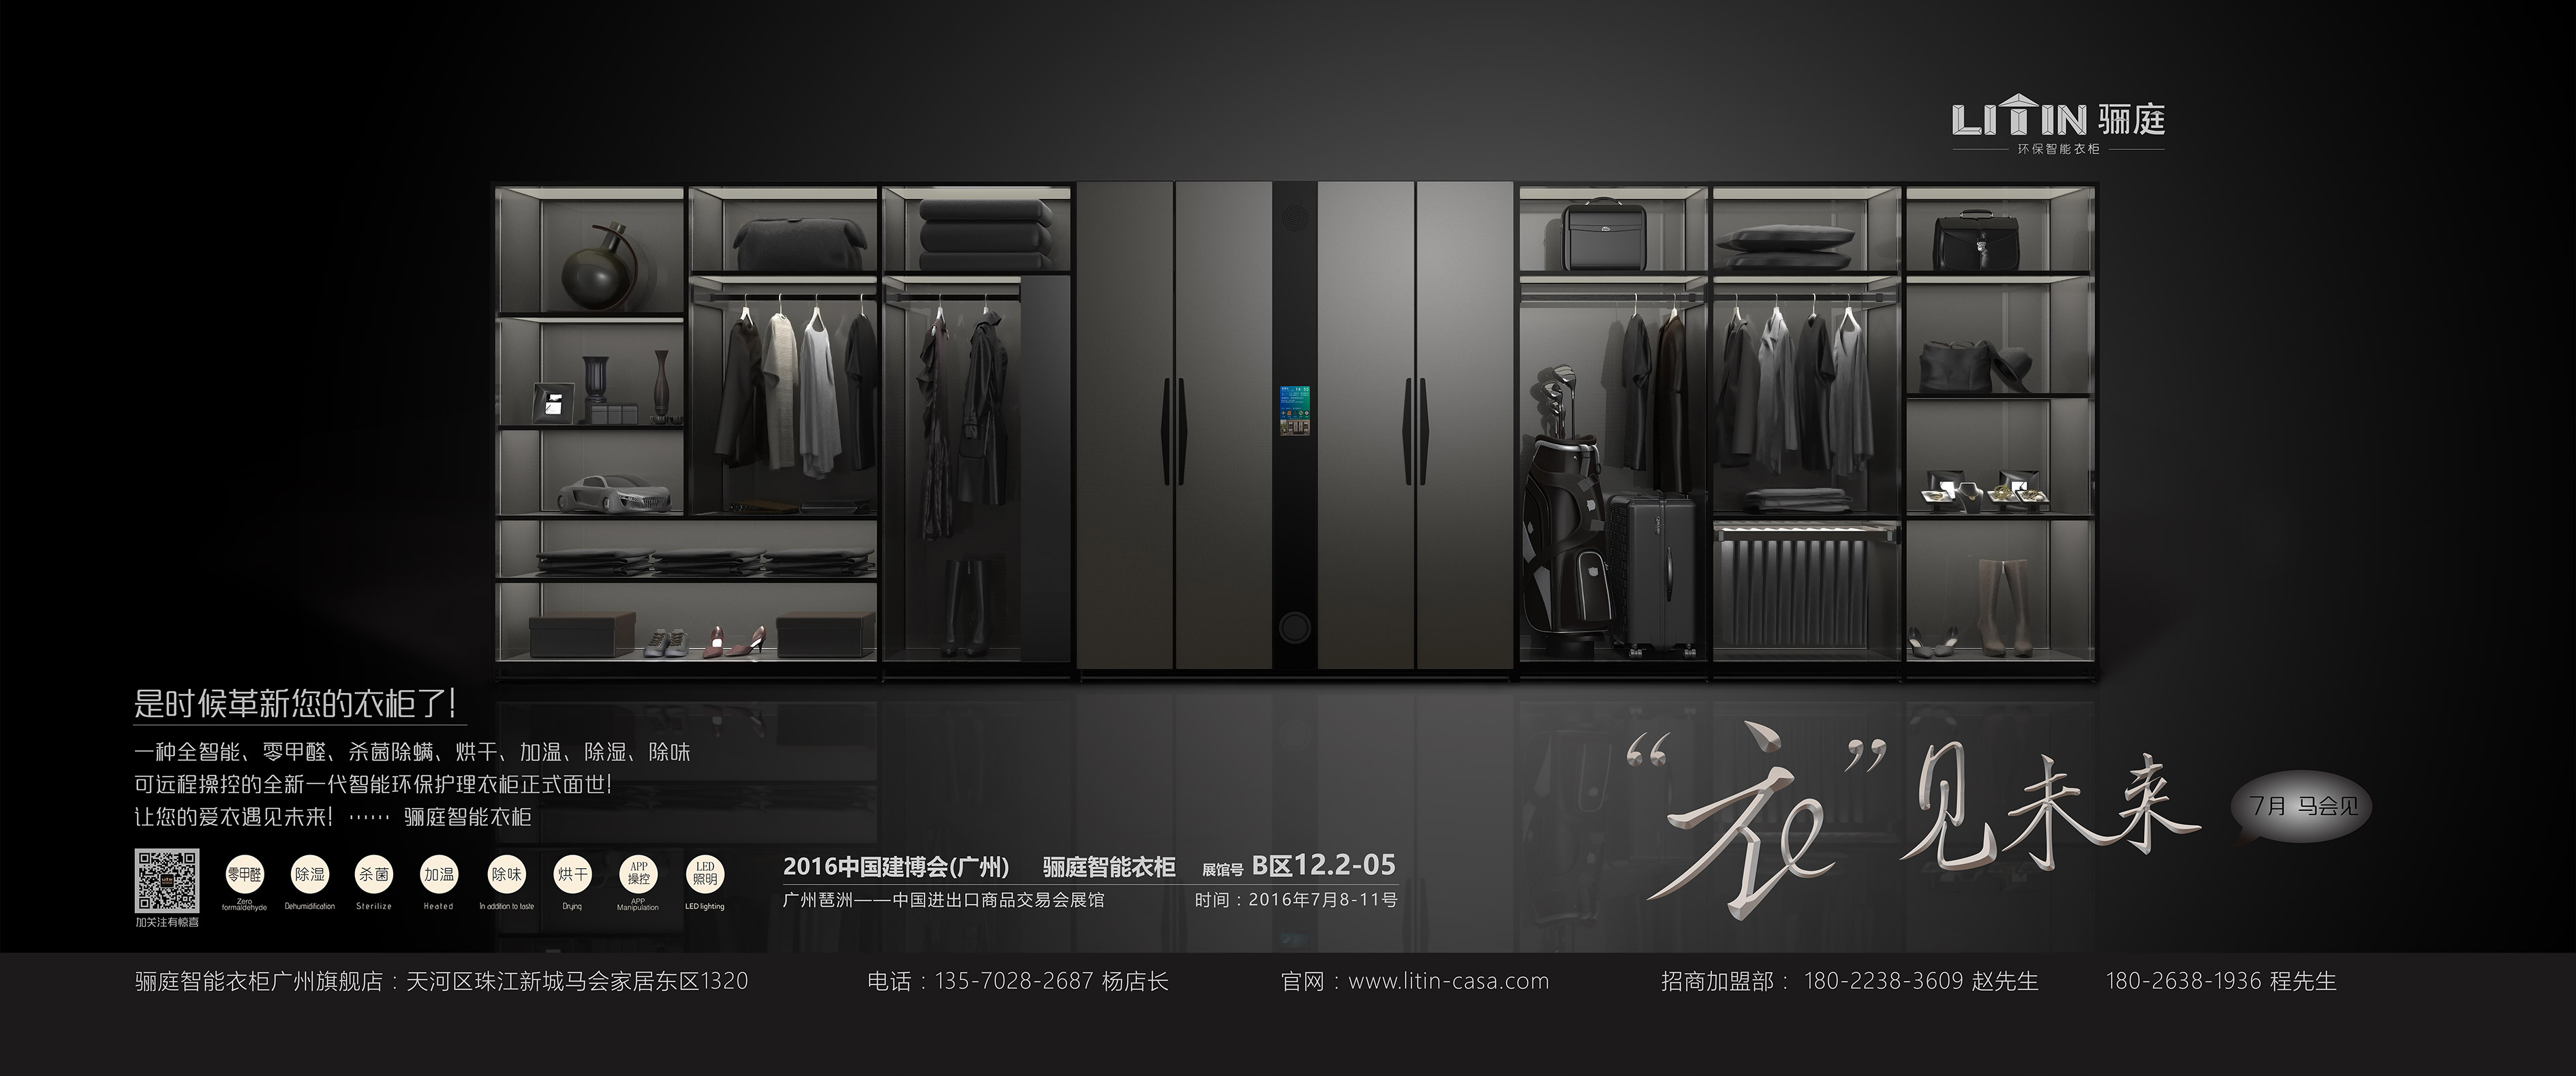 LITIN 骊庭
环保智能衣柜
是时候革新您的衣柜了！
一种全智能、零甲醛、杀菌除螨、烘干、加温、除湿、除味
可远程操控的全新一代智能环保护理衣柜正式面世！
让您的爱衣遇见未来！…… 骊庭智能衣柜
“衣”见未来
7月 马会见
零甲醛 除湿 杀菌 加温 除味 烘干 APP操控 LED照明
Zero formaldehyde Dehumidification Sterilize Heated In addition to taste Drying APP Manipulation LED lighting
加关注有惊喜
2016中国建博会(广州) 骊庭智能衣柜 展馆号 B区12.2-05
广州琶洲——中国进出口商品交易会展馆 时间：2016年7月8-11号
骊庭智能衣柜广州旗舰店：天河区珠江新城马会家居东区1320 电话：135-7028-2687 杨店长 官网：www.litin-casa.com 招商加盟部： 180-2238-3609 赵先生 180-2638-1936 程先生